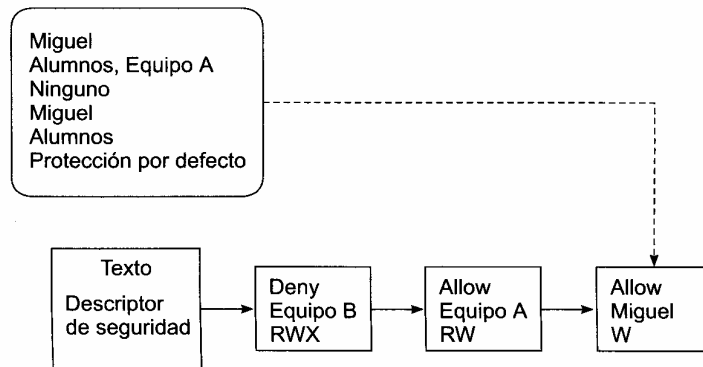 Miguel
Alumnos, Equipo A
Ninguno
Miguel
Alumnos
Protección por defecto
Texto
Descriptor
de seguridad
Deny
Equipo B
RWX
Allow
Equipo A
RW
Allow
Miguel
W